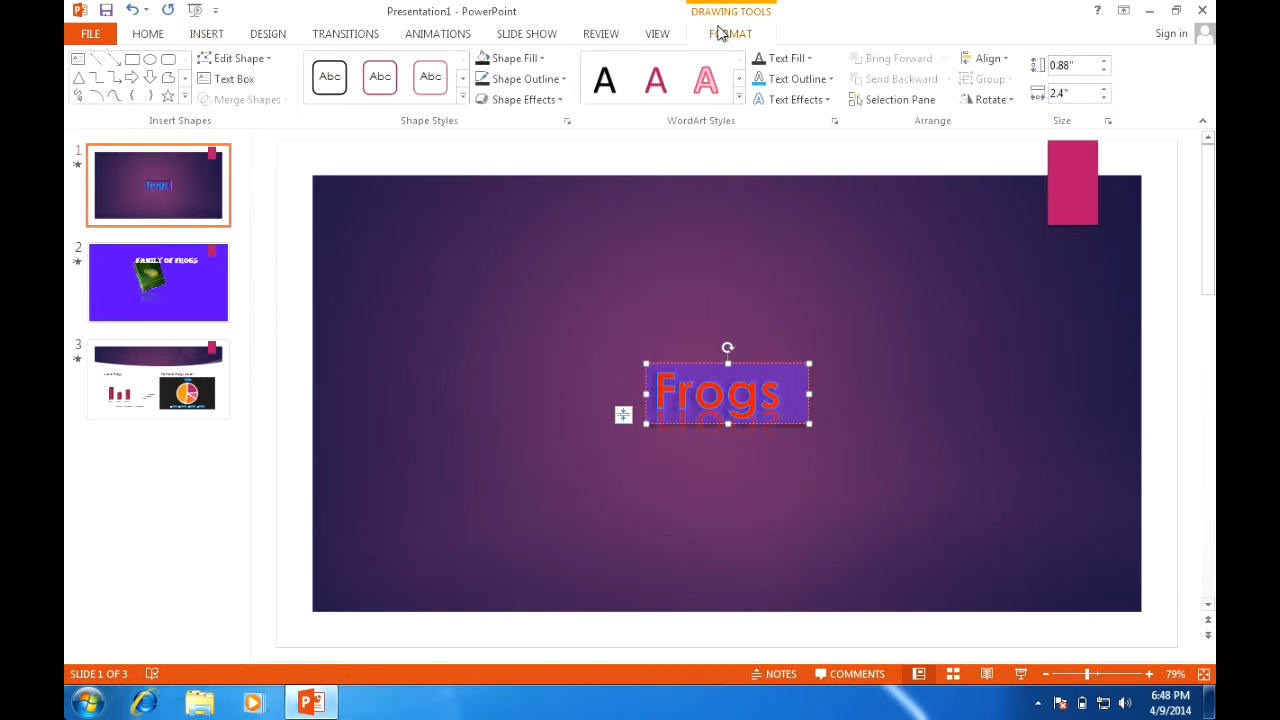 Presentation1 - PowerPoint
DRAWING TOOLS
?
FILE HOME INSERT DESIGN TRANSITIONS ANIMATIONS SLIDE SHOW REVIEW VIEW FORMAT
Sign in
Edit Shape
Text Box
Merge Shapes
Insert Shapes
Abc Abc Abc
Shape Fill
Shape Outline
Shape Effects
Shape Styles
A A A
Text Fill
Text Outline
Text Effects
WordArt Styles
Bring Forward
Send Backward
Selection Pane
Align
Group
Rotate
Arrange
0.88"
2.4"
Size
1
Frogs
2
FAMILY OF FROGS
3
Frogs
SLIDE 1 OF 3
NOTES
COMMENTS
79%
6:48 PM
4/9/2014